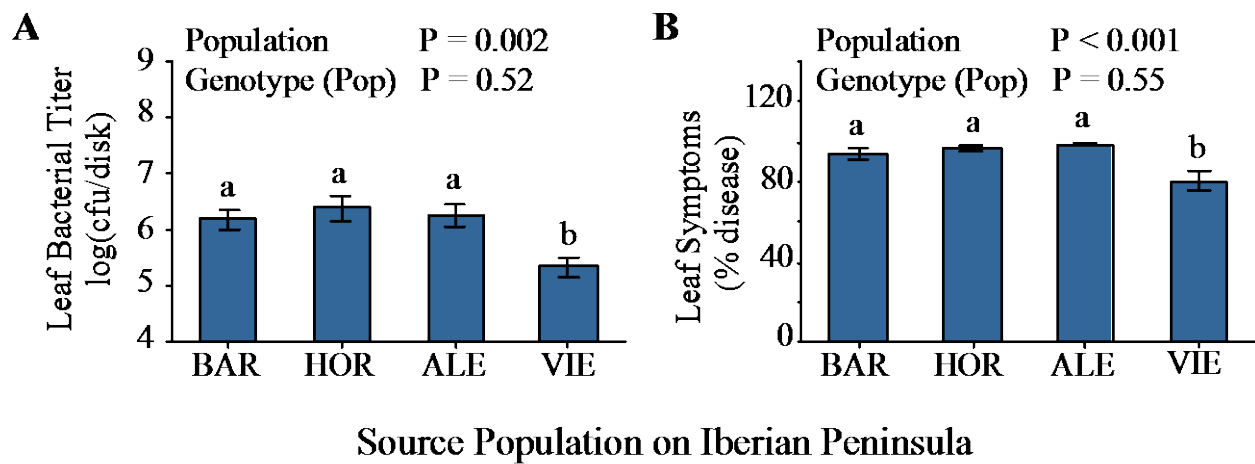 A
Population P = 0.002
Genotype (Pop) P = 0.52
Leaf Bacterial Titer
log(cfu/disk)
9
8
7
6
5
4
a
a
a
b
BAR HOR ALE VIE
B
Population P < 0.001
Genotype (Pop) P = 0.55
Leaf Symptoms
(% disease)
120
80
40
0
a
a
a
b
BAR HOR ALE VIE
Source Population on Iberian Peninsula